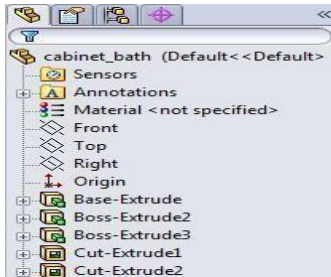 cabinet_bath (Default<<Default>
Sensors
Annotations
Material <not specified>
Front
Top
Right
Origin
Base-Extrude
Boss-Extrude2
Boss-Extrude3
Cut-Extrude1
Cut-Extrude2